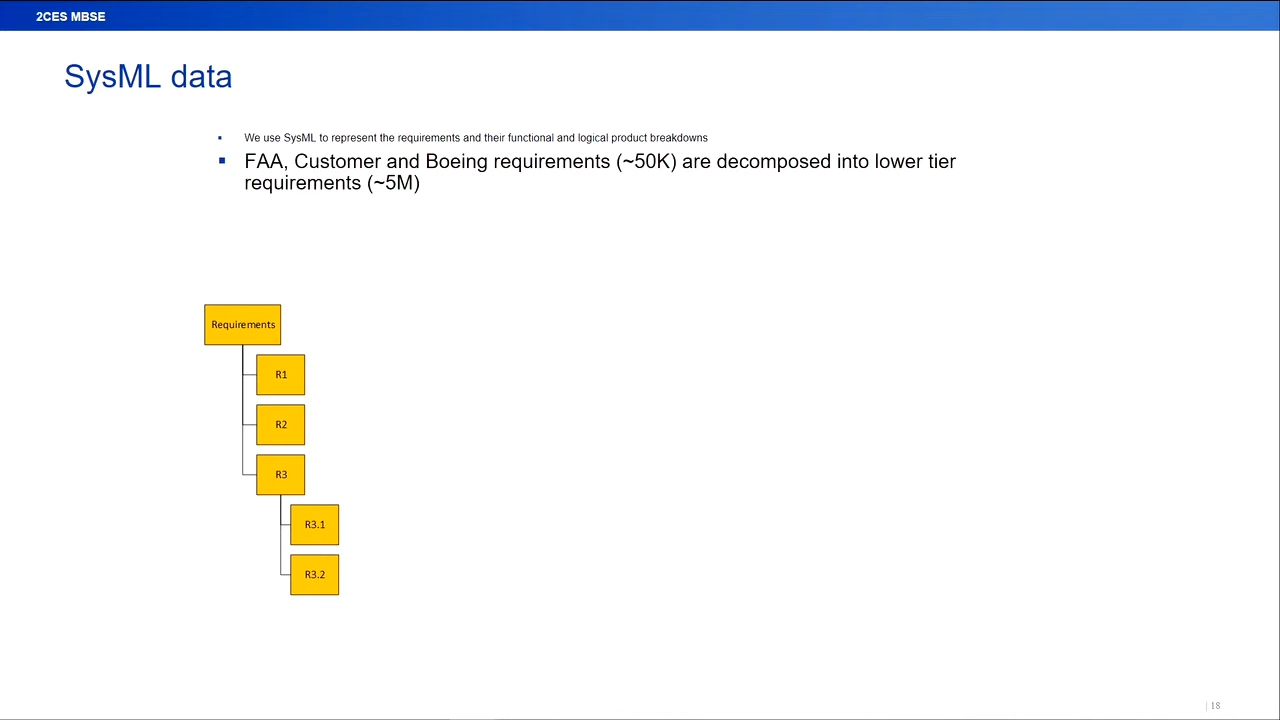 2CES MBSE
SysML data
We use SysML to represent the requirements and their functional and logical product breakdowns
FAA, Customer and Boeing requirements (~50K) are decomposed into lower tier
requirements (~5M)
Requirements
R1
R2
R3
R3.1
R3.2
| 18